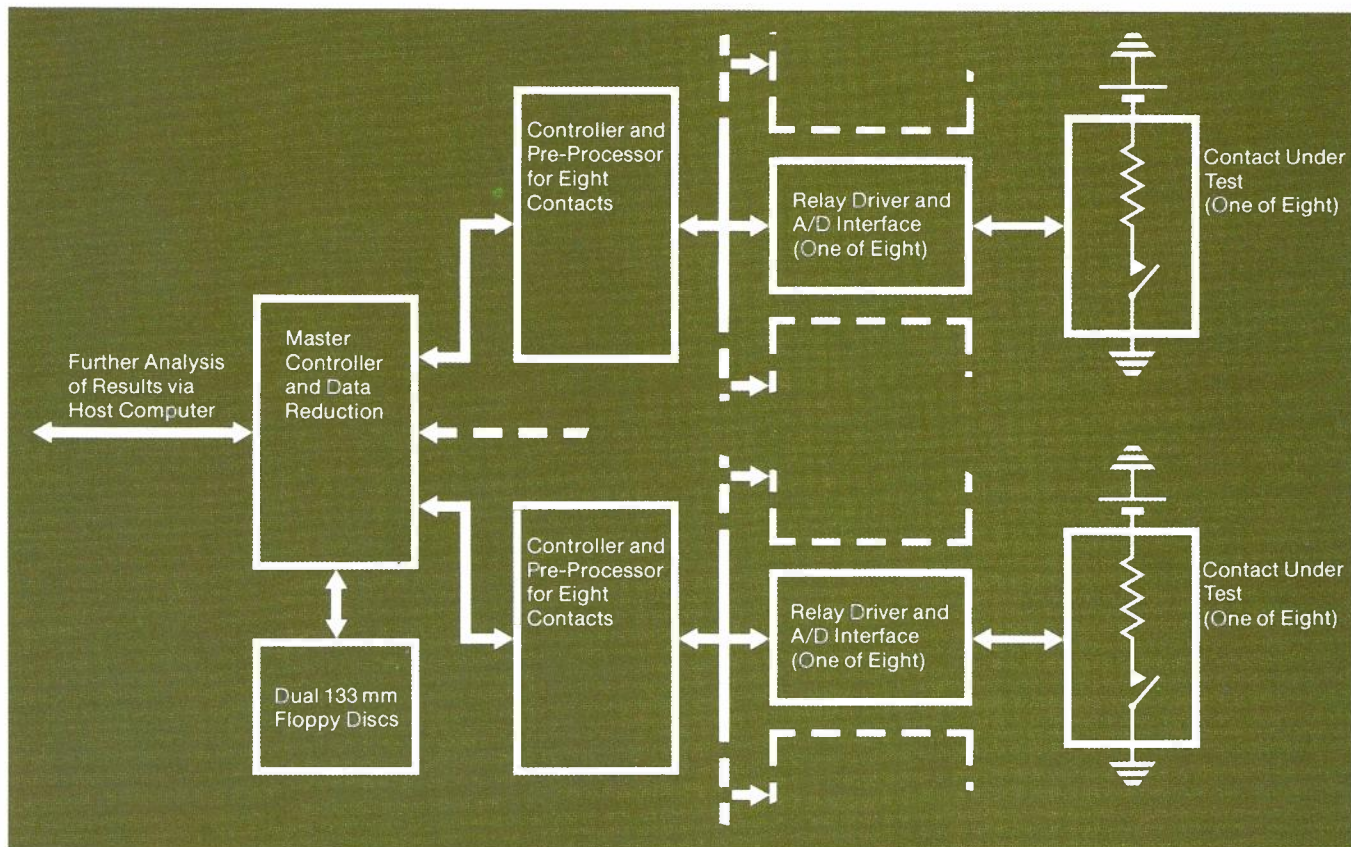 Further Analysis
of Results via
Host Computer
Master
Controller
and Data
Reduction
Dual 133 mm
Floppy Discs
Controller and
Pre-Processor
for Eight
Contacts
Relay Driver and
A/D Interface
(One of Eight)
Contact Under
Test
(One of Eight)
Controller and
Pre-Processor
for Eight
Contacts
Relay Driver and
A/D Interface
(One of Eight)
Contact Under
Test
(One of Eight)